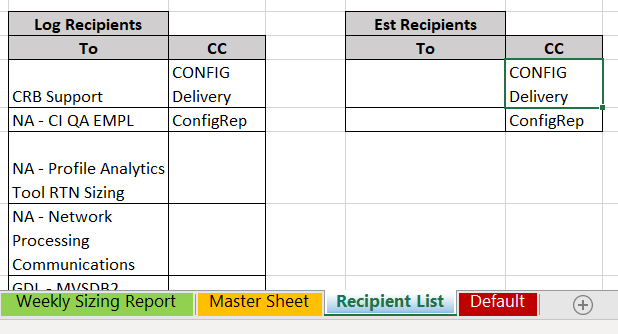 Log Recipients Est Recipients
To CC To CC
CONFIG CONFIG
CRB Support Delivery Delivery
NA - CI QA EMPL ConfigRep ConfigRep
NA - Profile Analytics
Tool RTN Sizing
NA - Network
Processing
Communications
GDL - MVSDB2
Weekly Sizing Report Master Sheet Recipient List Default